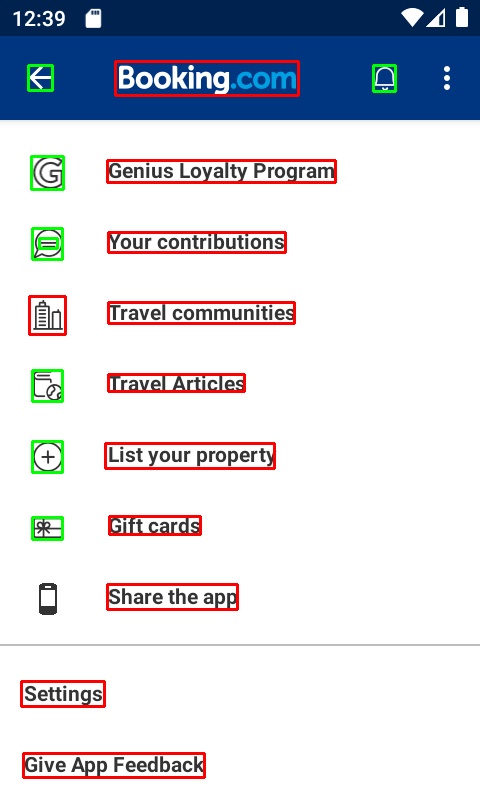 12:39
Booking.com
Genius Loyalty Program
Your contributions
Travel communities
Travel Articles
List your property
Gift cards
Share the app
Settings
Give App Feedback